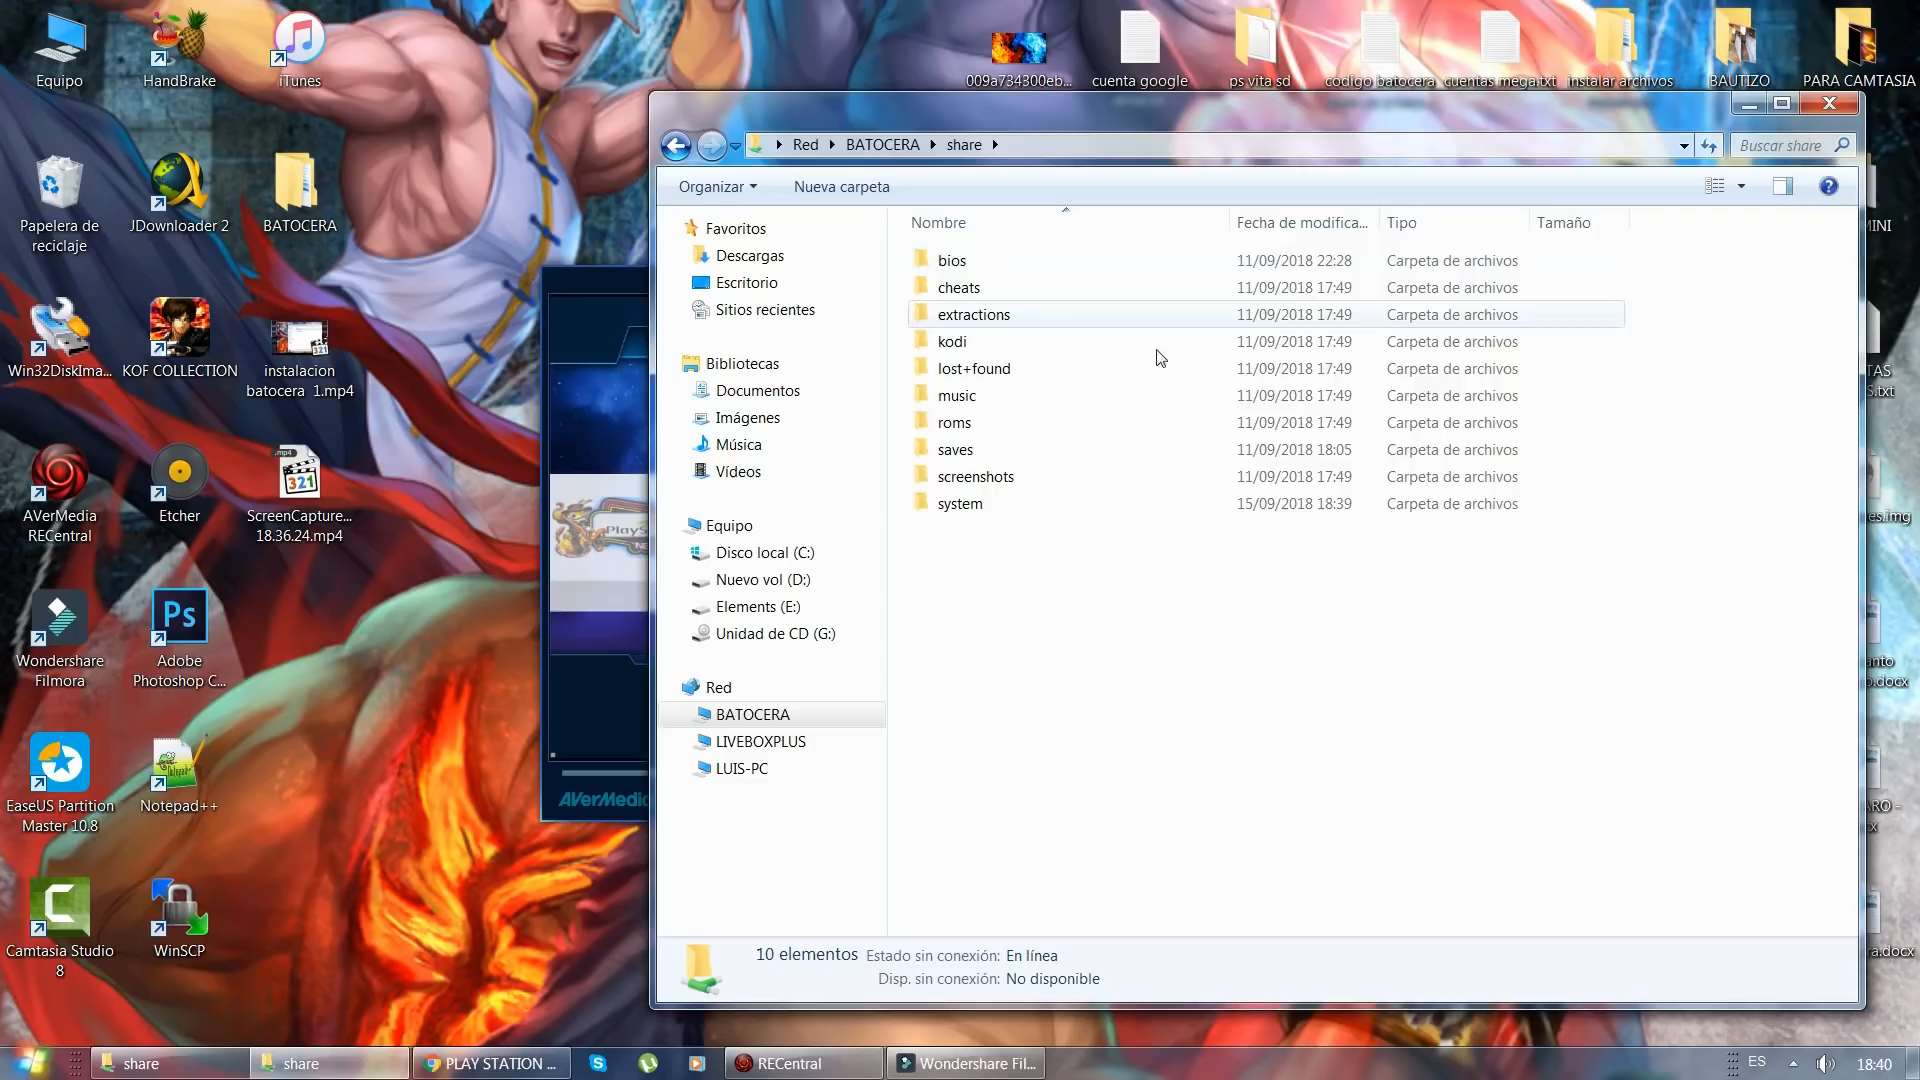 Equipo
HandBrake
iTunes
009a734300eb...
cuenta google
ps vita sd
codigo batocera
cuentas mega.txt
instalar archivos
BAUTIZO
PARA CAMTASIA
Papelera de
reciclaje
JDownloader 2
BATOCERA
Win32DiskIma...
KOF COLLECTION
instalacion
batocera 1.mp4
AVerMedia
RECentral
Etcher
ScreenCapture...
18.36.24.mp4
Wondershare
Filmora
Ps
Adobe
Photoshop C...
EaseUS Partition
Master 10.8
Notepad++
Camtasia Studio
8
WinSCP
AVerMedi
Red
BATOCERA
share
Buscar share
Organizar
Nueva carpeta
Favoritos
Descargas
Escritorio
Sitios recientes
Bibliotecas
Documentos
Imágenes
Música
Vídeos
Equipo
Disco local (C:)
Nuevo vol (D:)
Elements (E:)
Unidad de CD (G:)
Red
BATOCERA
LIVEBOXPLUS
LUIS-PC
Nombre Fecha de modifica... Tipo Tamaño
bios 11/09/2018 22:28 Carpeta de archivos
cheats 11/09/2018 17:49 Carpeta de archivos
extractions 11/09/2018 17:49 Carpeta de archivos
kodi 11/09/2018 17:49 Carpeta de archivos
lost+found 11/09/2018 17:49 Carpeta de archivos
music 11/09/2018 17:49 Carpeta de archivos
roms 11/09/2018 17:49 Carpeta de archivos
saves 11/09/2018 18:05 Carpeta de archivos
screenshots 11/09/2018 17:49 Carpeta de archivos
system 15/09/2018 18:39 Carpeta de archivos
10 elementos Estado sin conexión: En línea
Disp. sin conexión: No disponible
share
share
PLAY STATION ...
RECentral
Wondershare Fil...
ES
18:40